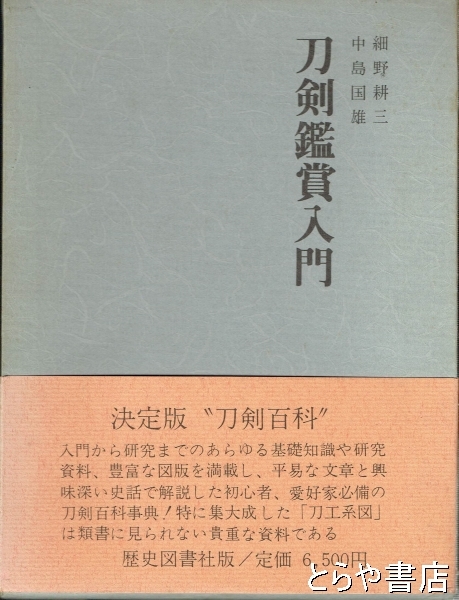 細野耕三
中島国雄
刀剣鑑賞入門
決定版 〝刀剣百科〟
入門から研究までのあらゆる基礎知識や研究
資料、豊富な図版を満載し、平易な文章と興
味深い史話で解説した初心者、愛好家必備の
刀剣百科事典！特に集大成した「刀工系図」
は類書に見られない貴重な資料である
歴史図書社版／定価 6,500円
とらや書店